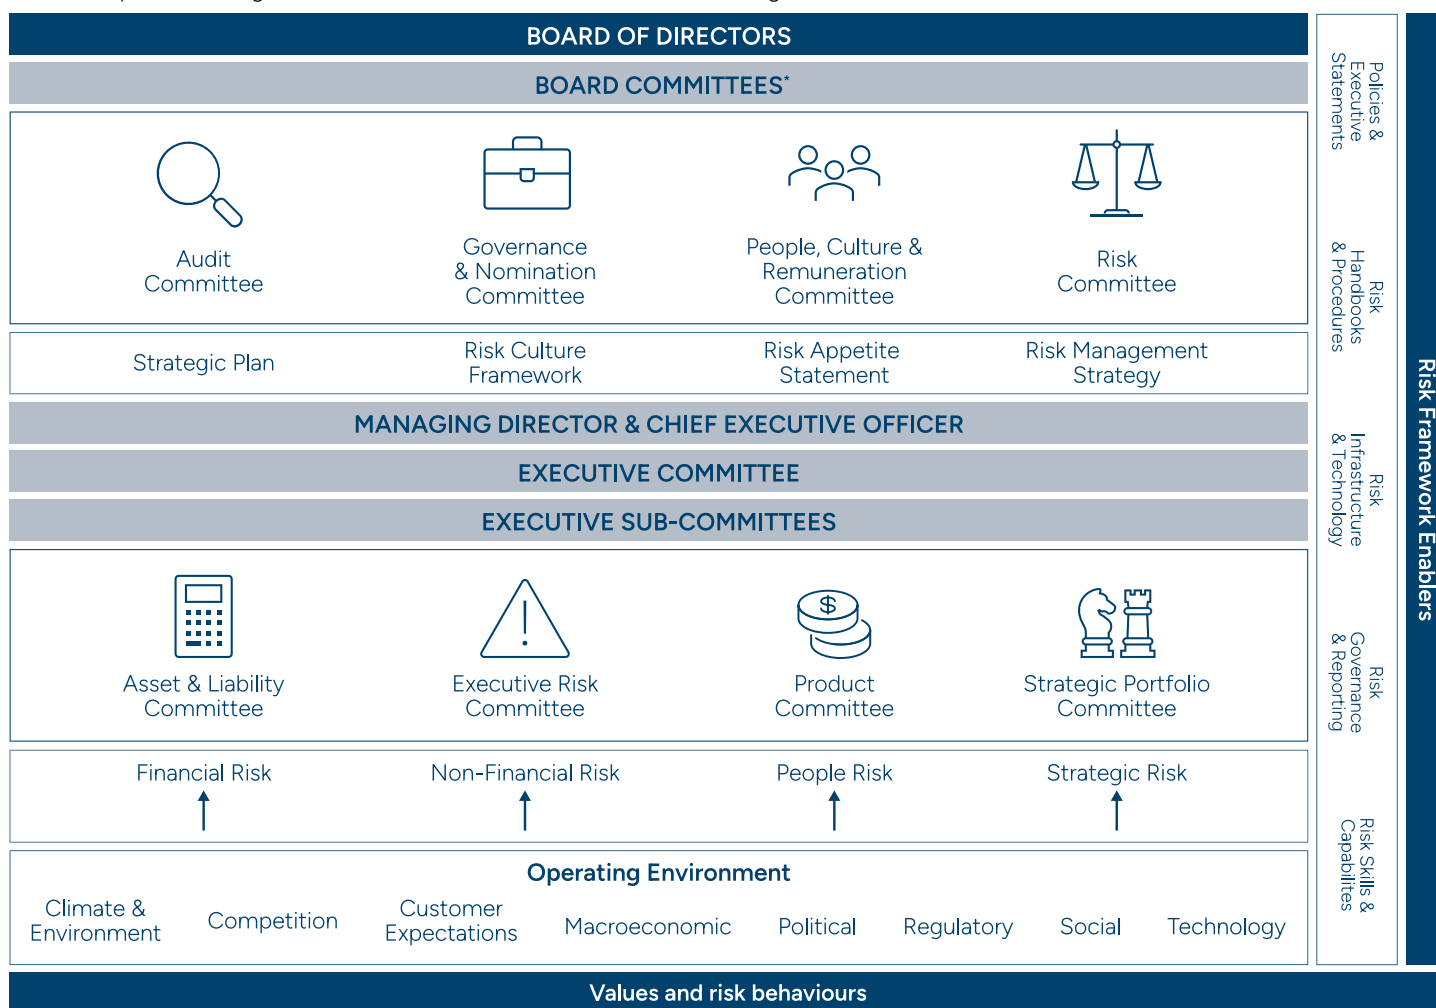 BOARD OF DIRECTORS
BOARD COMMITTEES*
Audit
Committee
Governance
& Nomination
Committee
People, Culture &
Remuneration
Committee
Risk
Committee
Strategic Plan
Risk Culture
Framework
Risk Appetite
Statement
Risk Management
Strategy
MANAGING DIRECTOR & CHIEF EXECUTIVE OFFICER
EXECUTIVE COMMITTEE
EXECUTIVE SUB-COMMITTEES
$
Asset & Liability
Committee
Executive Risk
Committee
Product
Committee
Strategic Portfolio
Committee
Financial Risk
Non-Financial Risk
People Risk
Strategic Risk
Operating Environment
Climate &
Environment
Competition
Customer
Expectations
Macroeconomic
Political
Regulatory
Social
Technology
Values and risk behaviours
Policies &
Executive
Statements
Risk
Handbooks
& Procedures
Risk
Infrastructure
& Technology
Risk
Governance
& Reporting
Risk Skills &
Capabilites
Risk Framework Enablers